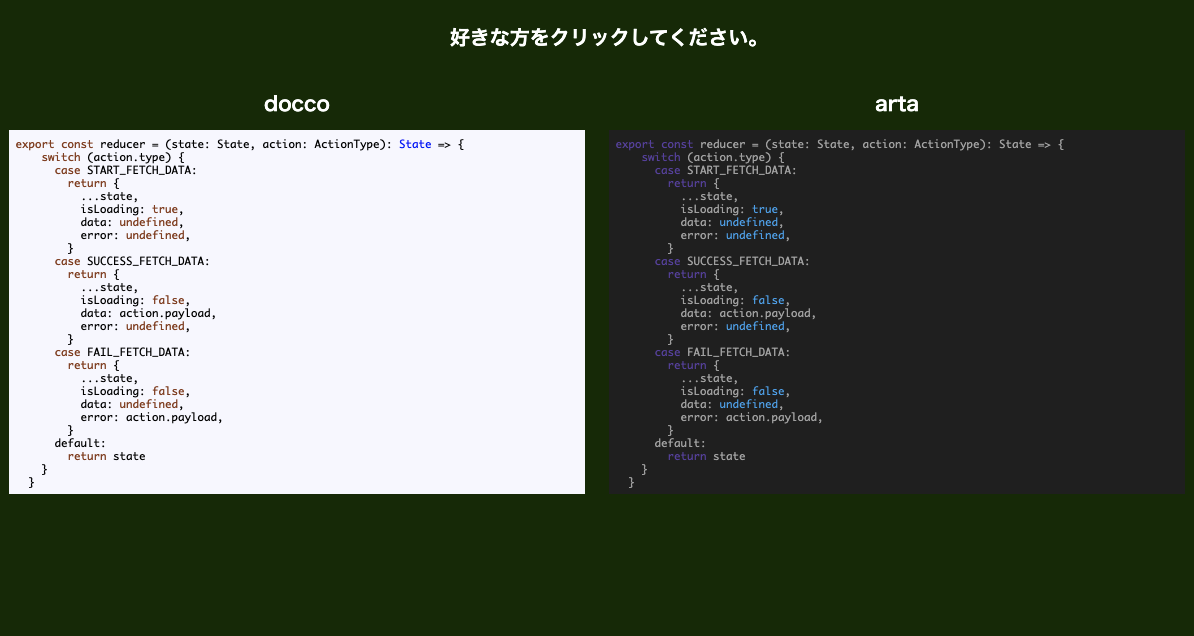 好きな方をクリックしてください。
docco
export const reducer = (state: State, action: ActionType): State => {
    switch (action.type) {
      case START_FETCH_DATA:
        return {
          ...state,
          isLoading: true,
          data: undefined,
          error: undefined,
        }
      case SUCCESS_FETCH_DATA:
        return {
          ...state,
          isLoading: false,
          data: action.payload,
          error: undefined,
        }
      case FAIL_FETCH_DATA:
        return {
          ...state,
          isLoading: false,
          data: undefined,
          error: action.payload,
        }
      default:
        return state
    }
  }
arta
export const reducer = (state: State, action: ActionType): State => {
    switch (action.type) {
      case START_FETCH_DATA:
        return {
          ...state,
          isLoading: true,
          data: undefined,
          error: undefined,
        }
      case SUCCESS_FETCH_DATA:
        return {
          ...state,
          isLoading: false,
          data: action.payload,
          error: undefined,
        }
      case FAIL_FETCH_DATA:
        return {
          ...state,
          isLoading: false,
          data: undefined,
          error: action.payload,
        }
      default:
        return state
    }
  }